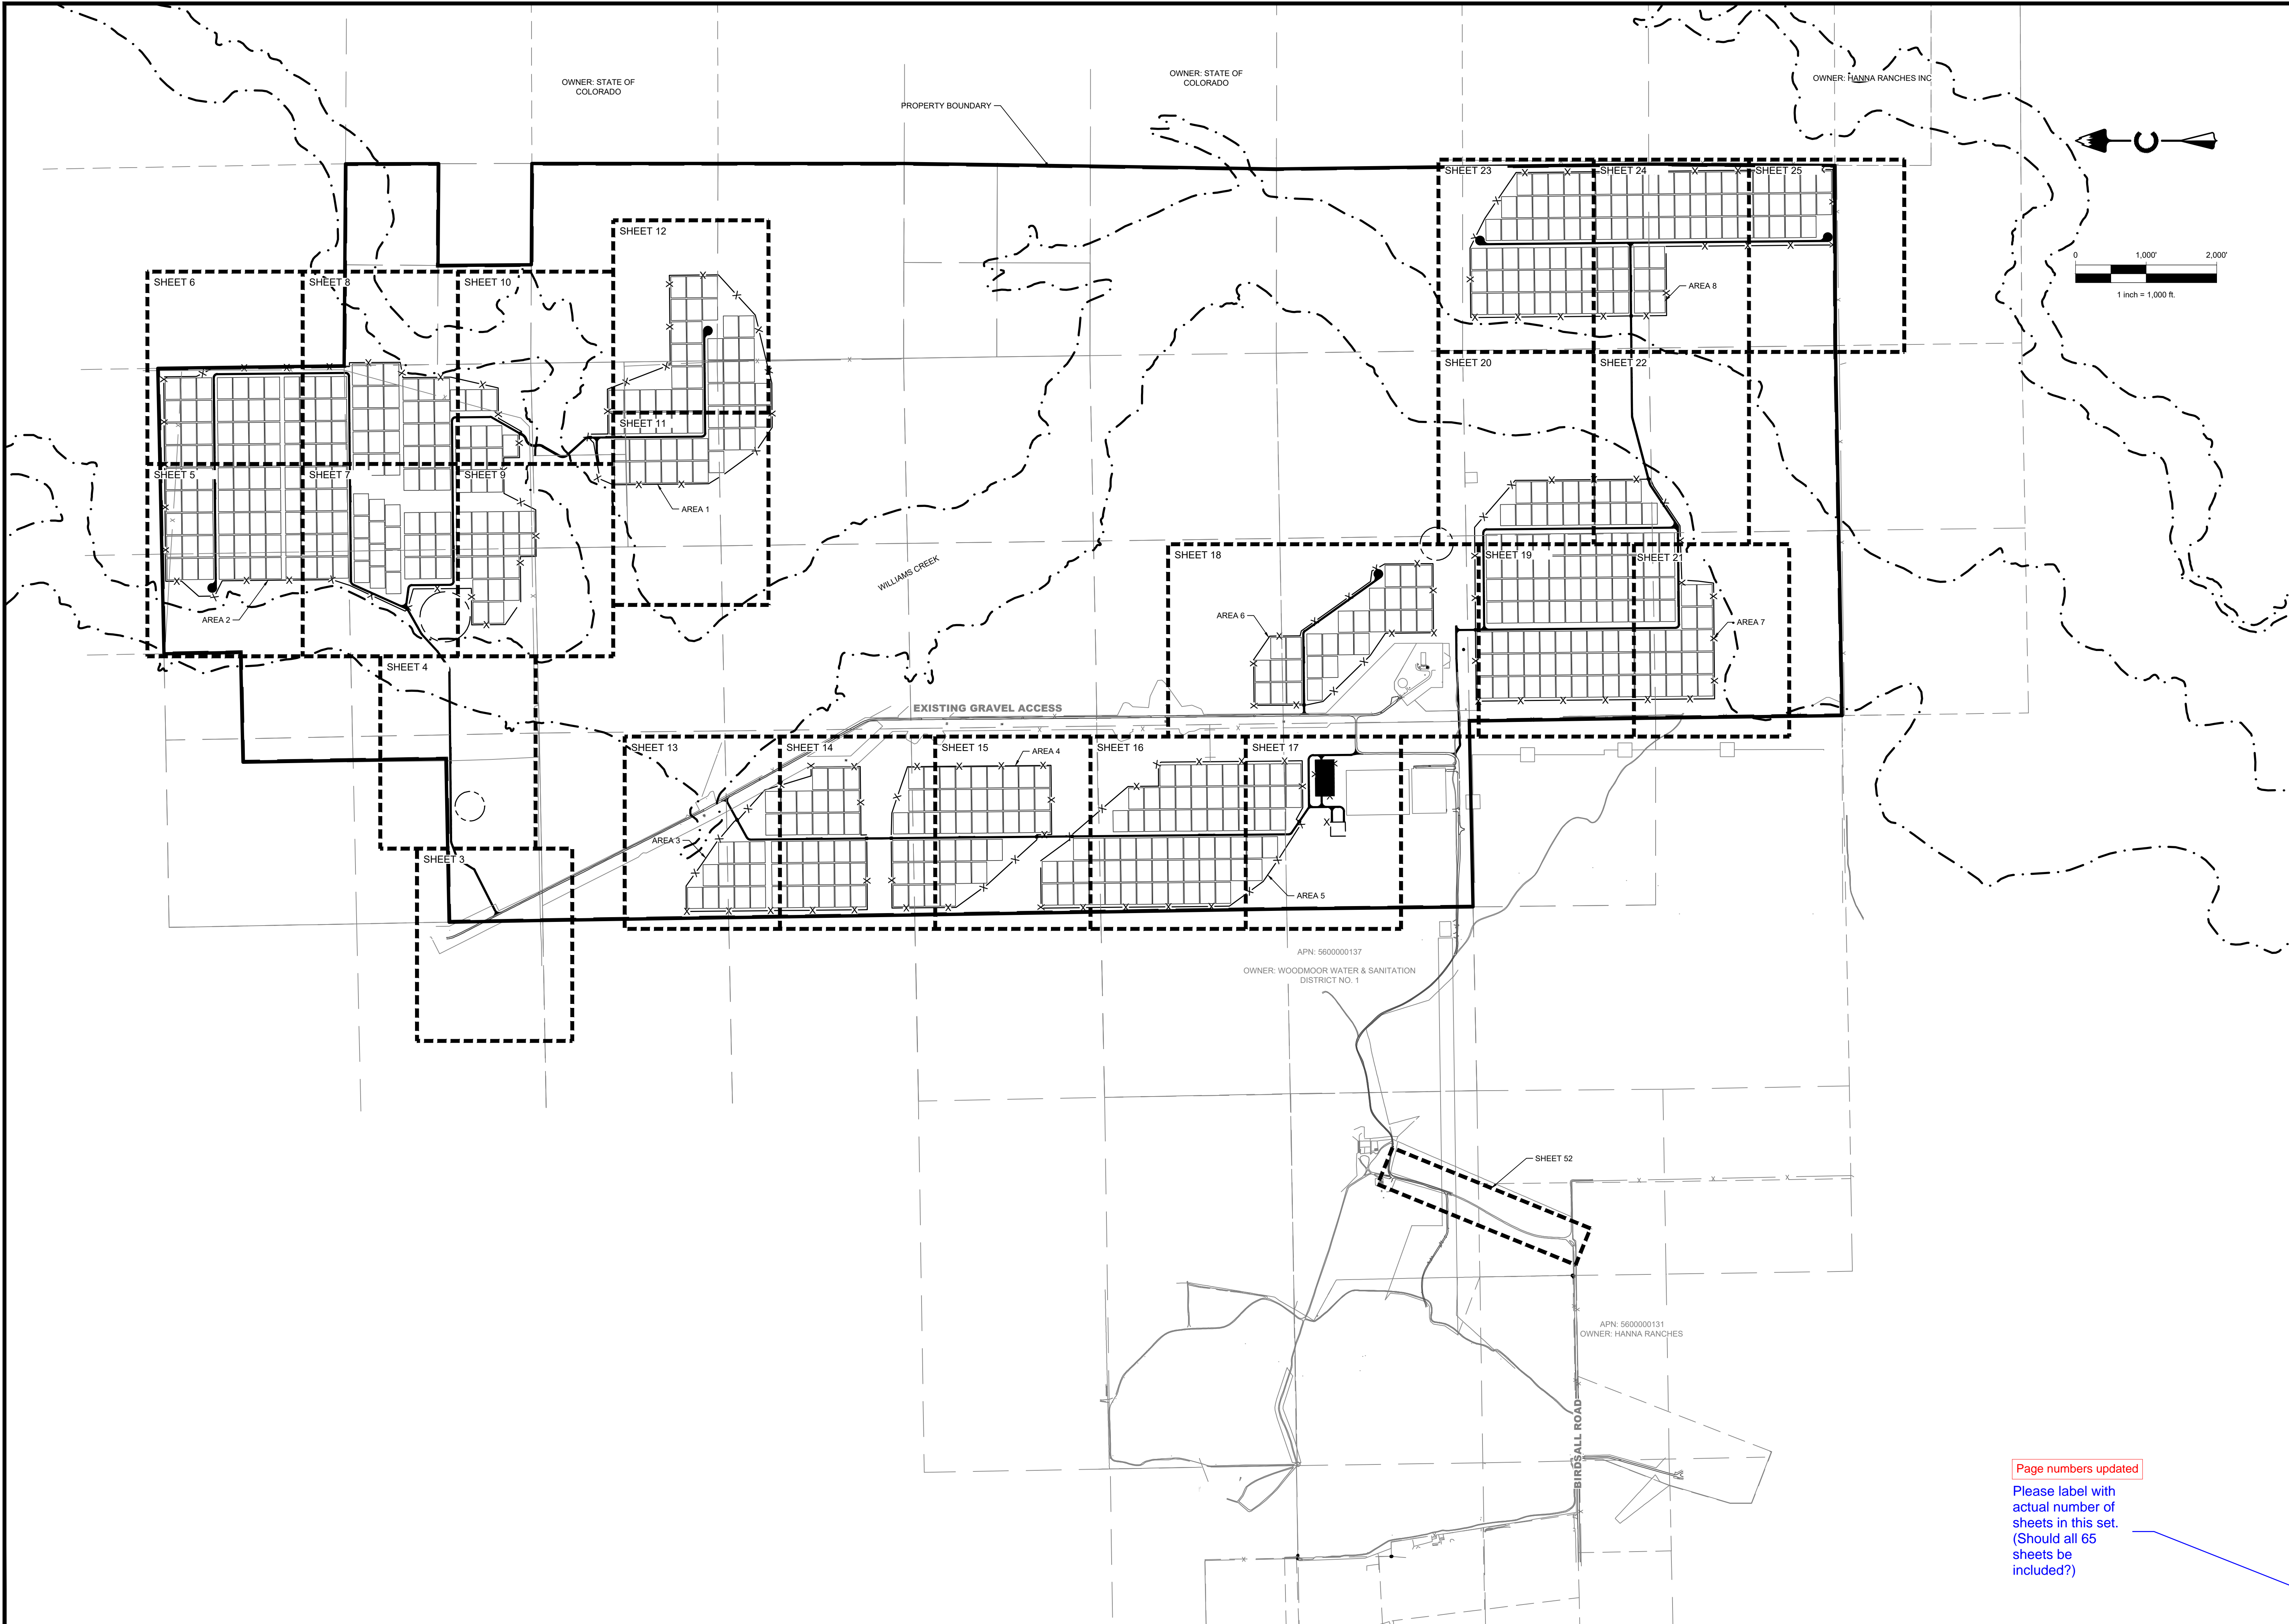 OWNER: STATE OF
COLORADO
OWNER: STATE OF
COLORADO
OWNER: HANNA RANCHES INC
PROPERTY BOUNDARY
0 1,000' 2,000'
1 inch = 1,000 ft.
SHEET 23
SHEET 24
SHEET 25
SHEET 12
SHEET 6
SHEET 8
SHEET 10
AREA 8
SHEET 20
SHEET 22
SHEET 11
SHEET 5
SHEET 7
SHEET 9
AREA 1
SHEET 18
SHEET 19
SHEET 21
WILLIAMS CREEK
AREA 2
AREA 6
AREA 7
SHEET 4
EXISTING GRAVEL ACCESS
SHEET 13
SHEET 14
SHEET 15
AREA 4
SHEET 16
SHEET 17
AREA 3
SHEET 3
AREA 5
APN: 5600000137
OWNER: WOODMOOR WATER & SANITATION
DISTRICT NO. 1
SHEET 52
APN: 5600000131
OWNER: HANNA RANCHES
BIRDSALL ROAD
Page numbers updated
Please label with
actual number of
sheets in this set.
(Should all 65
sheets be
included?)